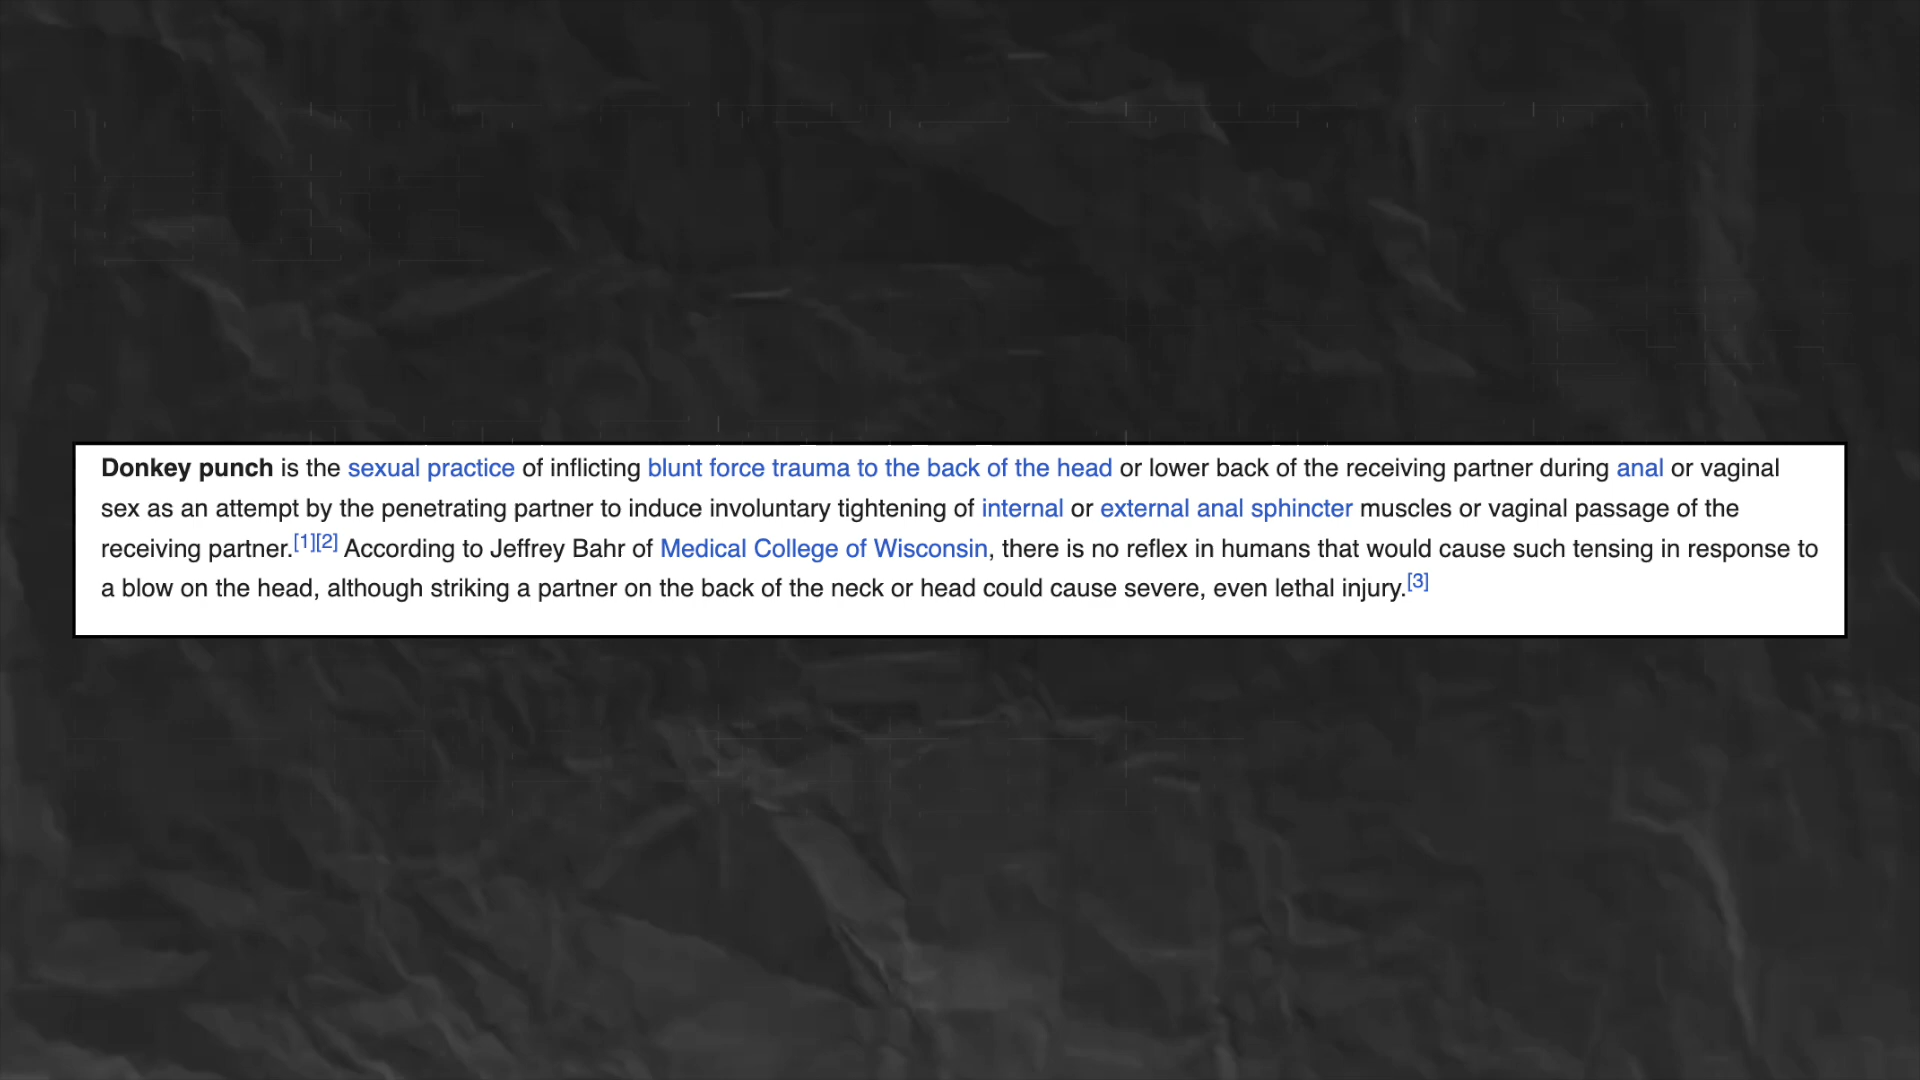 Donkey punch is the sexual practice of inflicting blunt force trauma to the back of the head or lower back of the receiving partner during anal or vaginal
sex as an attempt by the penetrating partner to induce involuntary tightening of internal or external anal sphincter muscles or vaginal passage of the
receiving partner.[1][2] According to Jeffrey Bahr of Medical College of Wisconsin, there is no reflex in humans that would cause such tensing in response to
a blow on the head, although striking a partner on the back of the neck or head could cause severe, even lethal injury.[3]